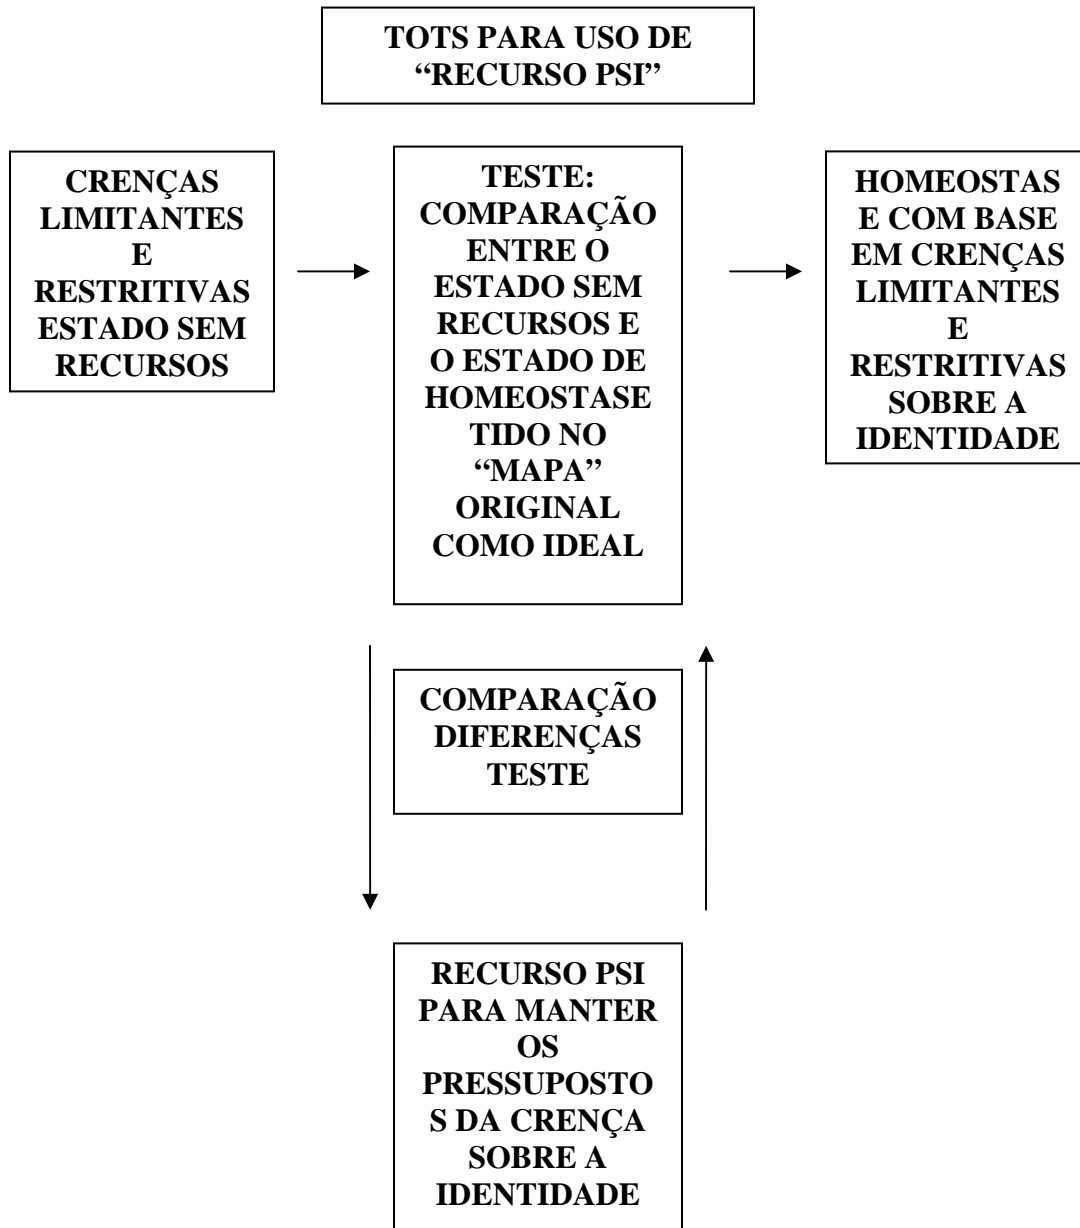 TOTS PARA USO DE
“RECURSO PSI”
CRENÇAS
LIMITANTES
E
RESTRITIVAS
ESTADO SEM
RECURSOS
TESTE:
COMPARAÇÃO
ENTRE O
ESTADO SEM
RECURSOS E
O ESTADO DE
HOMEOSTASE
TIDO NO
“MAPA”
ORIGINAL
COMO IDEAL
HOMEOSTAS
E COM BASE
EM CRENÇAS
LIMITANTES
E
RESTRITIVAS
SOBRE A
IDENTIDADE
COMPARAÇÃO
DIFERENÇAS
TESTE
RECURSO PSI
PARA MANTER
OS
PRESSUPOSTO
S DA CRENÇA
SOBRE A
IDENTIDADE